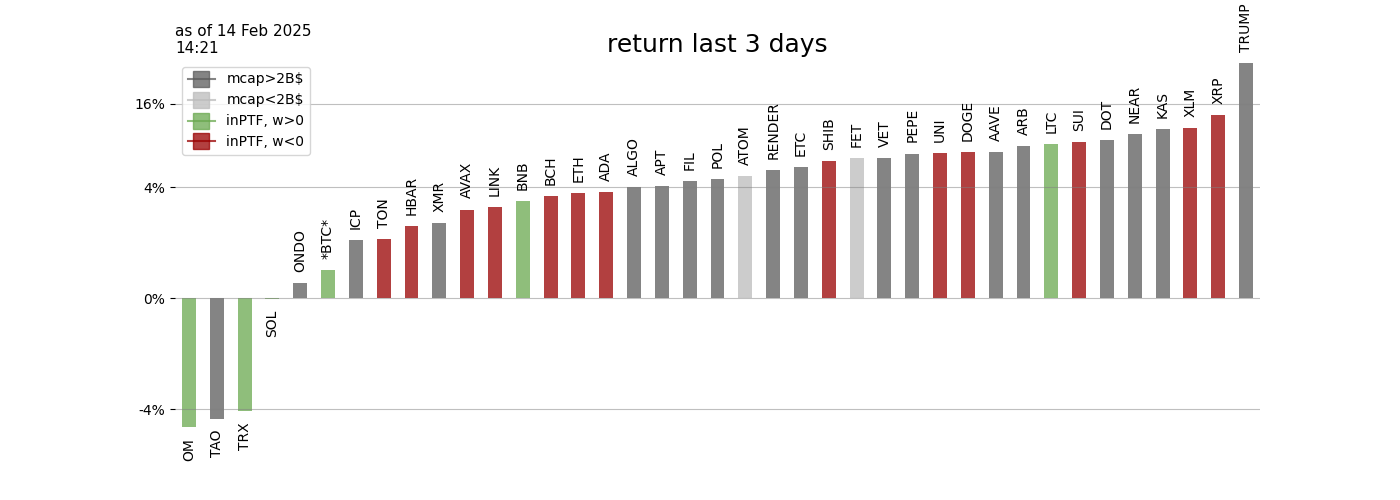 as of 14 Feb 2025
14:21
return last 3 days
mcap>2B$
mcap<2B$
inPTF, w>0
inPTF, w<0
16%
4%
0%
-4%
OM
TAO
TRX
SOL
ONDO
*BTC*
ICP
TON
HBAR
XMR
AVAX
LINK
BNB
BCH
ETH
ADA
ALGO
APT
FIL
POL
ATOM
RENDER
ETC
SHIB
FET
VET
PEPE
UNI
DOGE
AAVE
ARB
LTC
SUI
DOT
NEAR
KAS
XLM
XRP
TRUMP